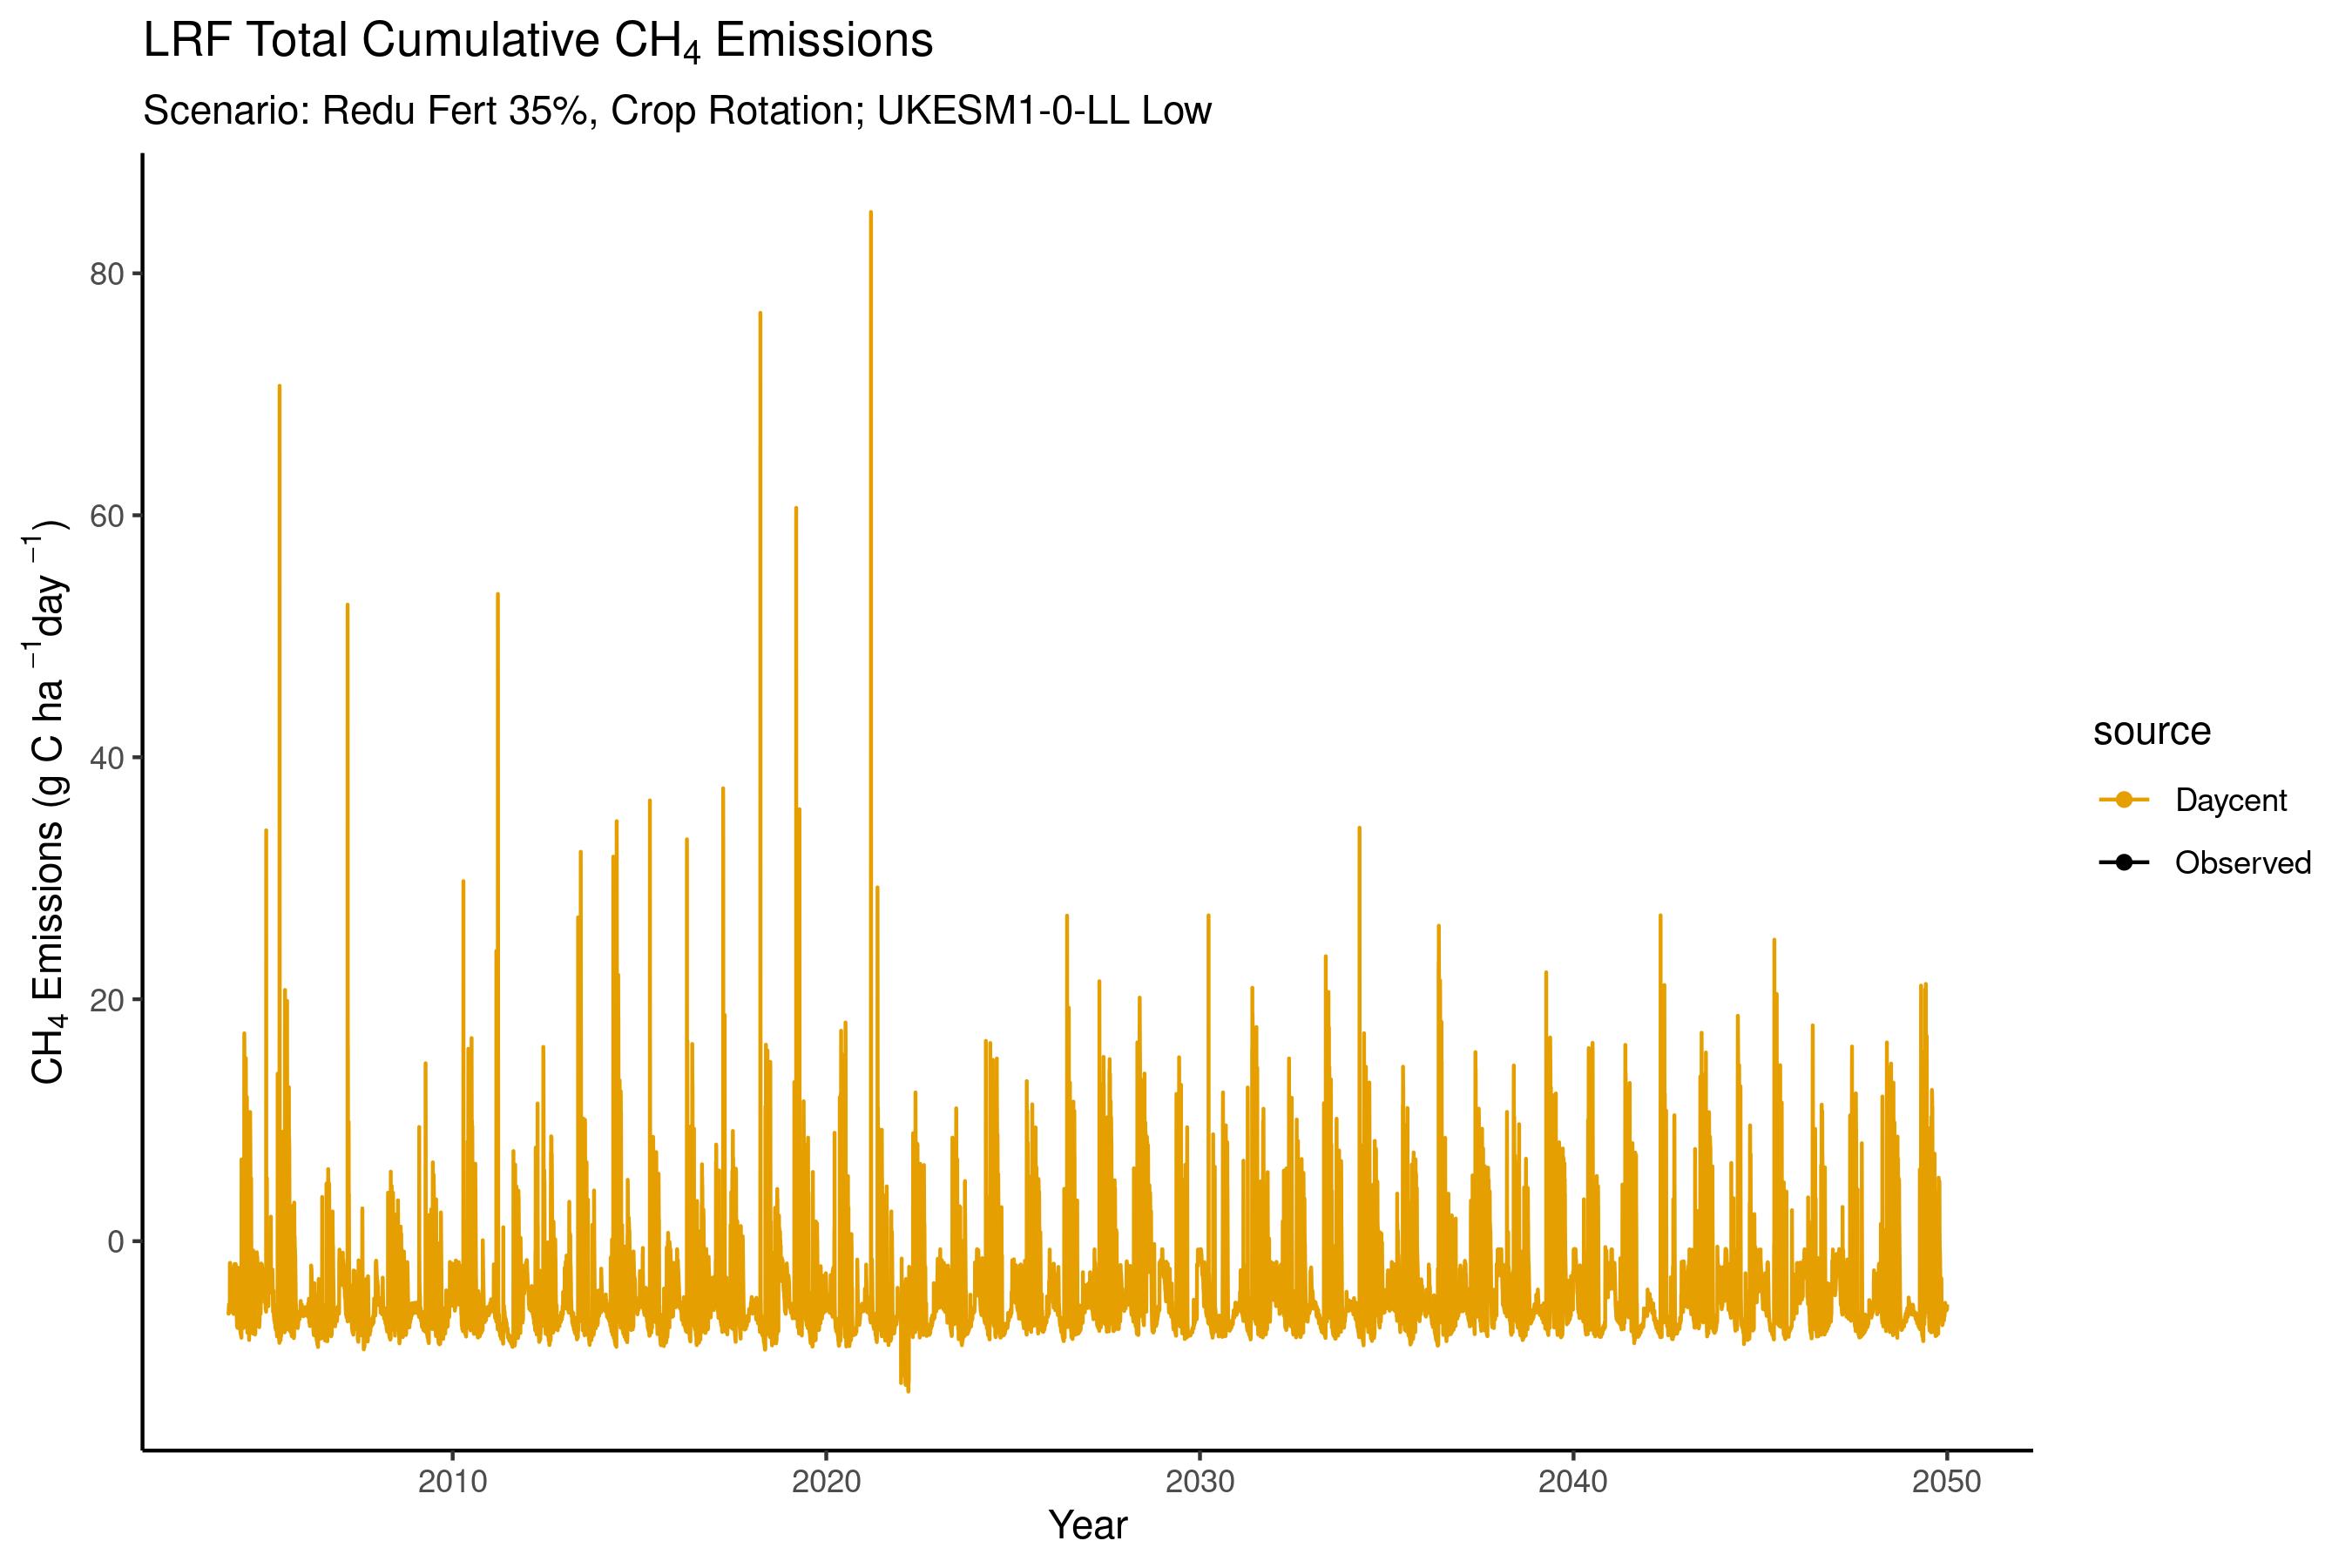 LRF Total Cumulative CH₄ Emissions
Scenario: Redu Fert 35%, Crop Rotation; UKESM1-0-LL Low
CH₄ Emissions (g C ha ⁻¹day ⁻¹)
80
60
40
20
0
2010 2020 2030 2040 2050
Year
source
Daycent
Observed